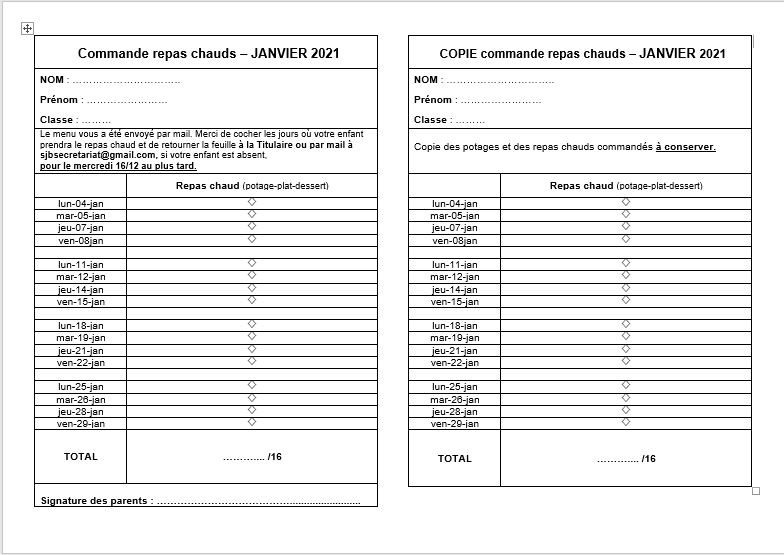 Commande repas chauds – JANVIER 2021
NOM : …………………………..
Prénom : ……………………
Classe : ………
Le menu vous a été envoyé par mail. Merci de cocher les jours où votre enfant
prendra le repas chaud et de retourner la feuille à la Titulaire ou par mail à
sjbsecretariat@gmail.com, si votre enfant est absent,
pour le mercredi 16/12 au plus tard.
Repas chaud (potage-plat-dessert)
lun-04-jan ◇
mar-05-jan ◇
jeu-07-jan ◇
ven-08jan ◇
lun-11-jan ◇
mar-12-jan ◇
jeu-14-jan ◇
ven-15-jan ◇
lun-18-jan ◇
mar-19-jan ◇
jeu-21-jan ◇
ven-22-jan ◇
lun-25-jan ◇
mar-26-jan ◇
jeu-28-jan ◇
ven-29-jan ◇
TOTAL ……….... /16
Signature des parents : …………………………………........................
COPIE commande repas chauds – JANVIER 2021
NOM : …………………………..
Prénom : ……………………
Classe : ………
Copie des potages et des repas chauds commandés à conserver.
Repas chaud (potage-plat-dessert)
lun-04-jan ◇
mar-05-jan ◇
jeu-07-jan ◇
ven-08jan ◇
lun-11-jan ◇
mar-12-jan ◇
jeu-14-jan ◇
ven-15-jan ◇
lun-18-jan ◇
mar-19-jan ◇
jeu-21-jan ◇
ven-22-jan ◇
lun-25-jan ◇
mar-26-jan ◇
jeu-28-jan ◇
ven-29-jan ◇
TOTAL ……….... /16